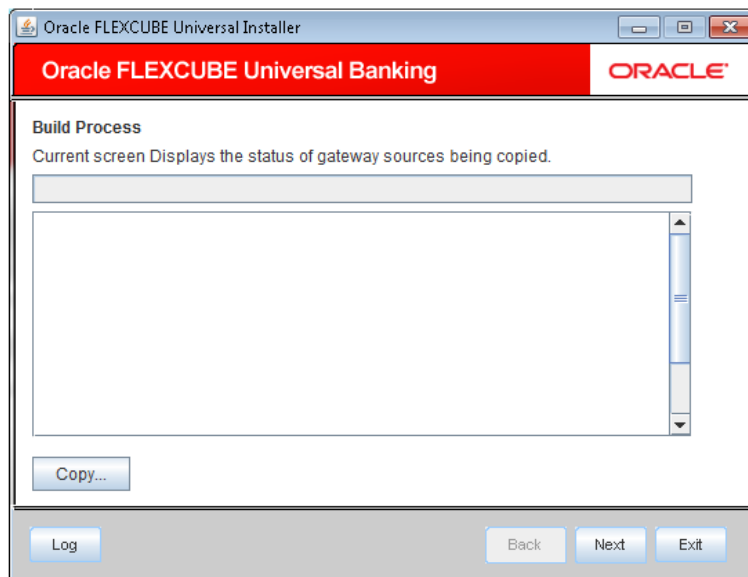 Oracle FLEXCUBE Universal Installer
Oracle FLEXCUBE Universal Banking
ORACLE
Build Process
Current screen Displays the status of gateway sources being copied.
Copy...
Log
Back
Next
Exit